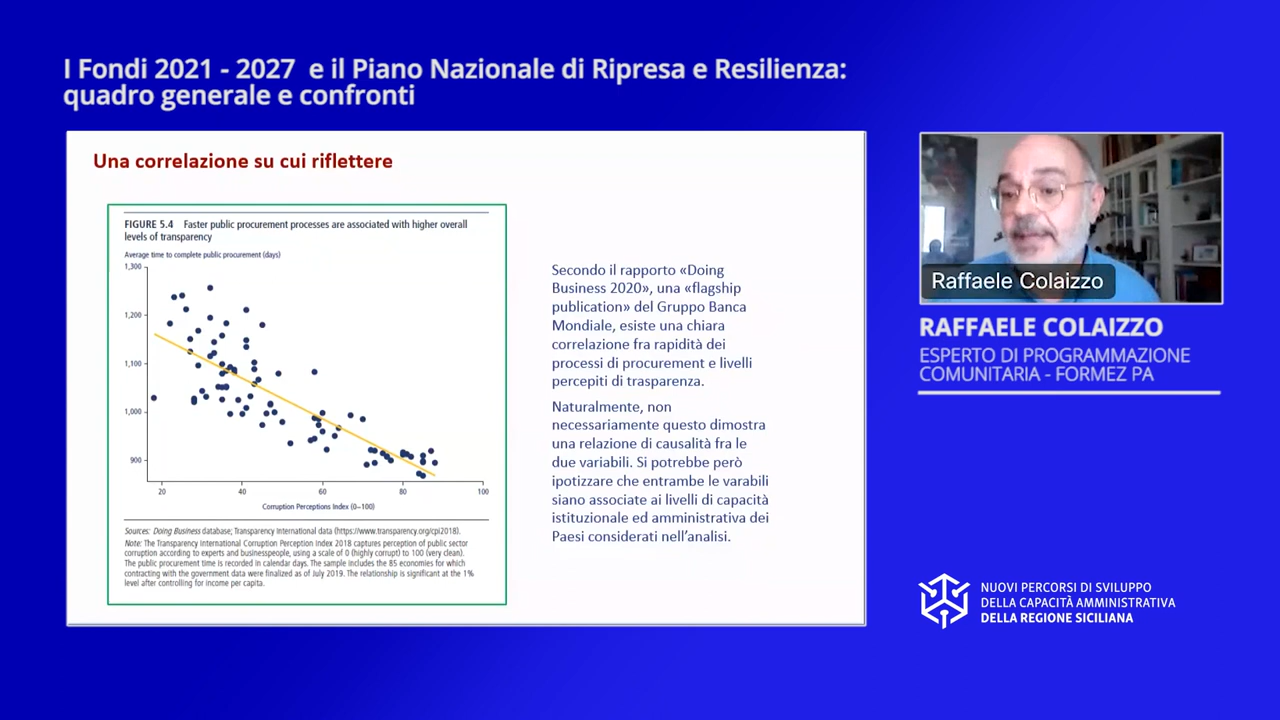 I Fondi 2021 - 2027 e il Piano Nazionale di Ripresa e Resilienza:
quadro generale e confronti
Una correlazione su cui riflettere
FIGURE 5.4 Faster public procurement processes are associated with higher overall
levels of transparency
Average time to complete public procurement (days)
1,300
1,200
1,100
1,000
900
20 40 60 80 100
Corruption Perceptions Index (0–100)
Sources: Doing Business database; Transparency International data (https://www.transparency.org/cpi2018).
Note: The Transparency International Corruption Perception Index 2018 captures perception of public sector
corruption according to experts and businesspeople, using a scale of 0 (highly corrupt) to 100 (very clean).
The public procurement time is recorded in calendar days. The sample includes the 85 economies for which
contracting with the government data were finalized as of July 2019. The relationship is significant at the 1%
level after controlling for income per capita.
Secondo il rapporto «Doing
Business 2020», una «flagship
publication» del Gruppo Banca
Mondiale, esiste una chiara
correlazione fra rapidità dei
processi di procurement e livelli
percepiti di trasparenza.
Naturalmente, non
necessariamente questo dimostra
una relazione di causalità fra le
due variabili. Si potrebbe però
ipotizzare che entrambe le varabili
siano associate ai livelli di capacità
istituzionale ed amministrativa dei
Paesi considerati nell'analisi.
Raffaele Colaizzo
RAFFAELE COLAIZZO
ESPERTO DI PROGRAMMAZIONE
COMUNITARIA - FORMEZ PA
NUOVI PERCORSI DI SVILUPPO
DELLA CAPACITÀ AMMINISTRATIVA
DELLA REGIONE SICILIANA